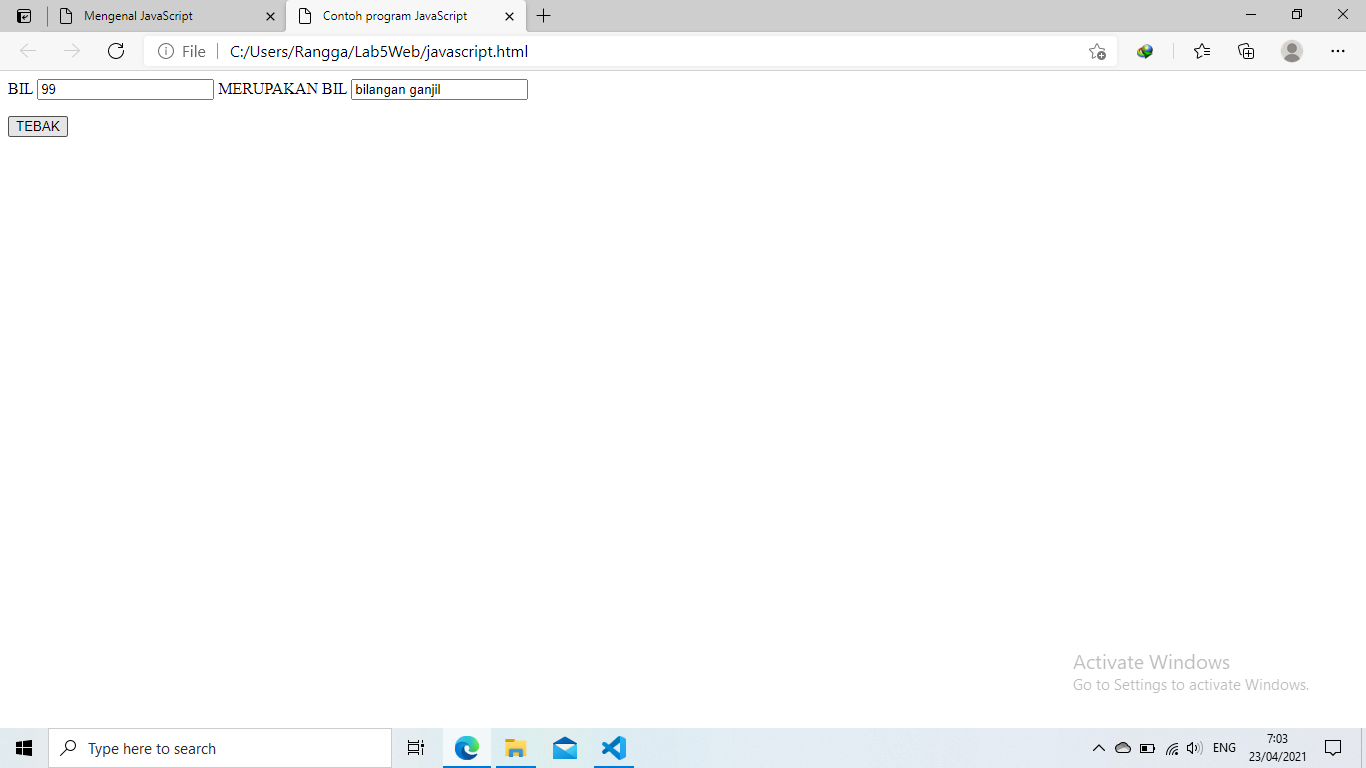 Mengenal JavaScript
Contoh program JavaScript
File
C:/Users/Rangga/Lab5Web/javascript.html
BIL 99 MERUPAKAN BIL bilangan ganjil
TEBAK
Activate Windows
Go to Settings to activate Windows.
Type here to search
ENG
7:03
23/04/2021